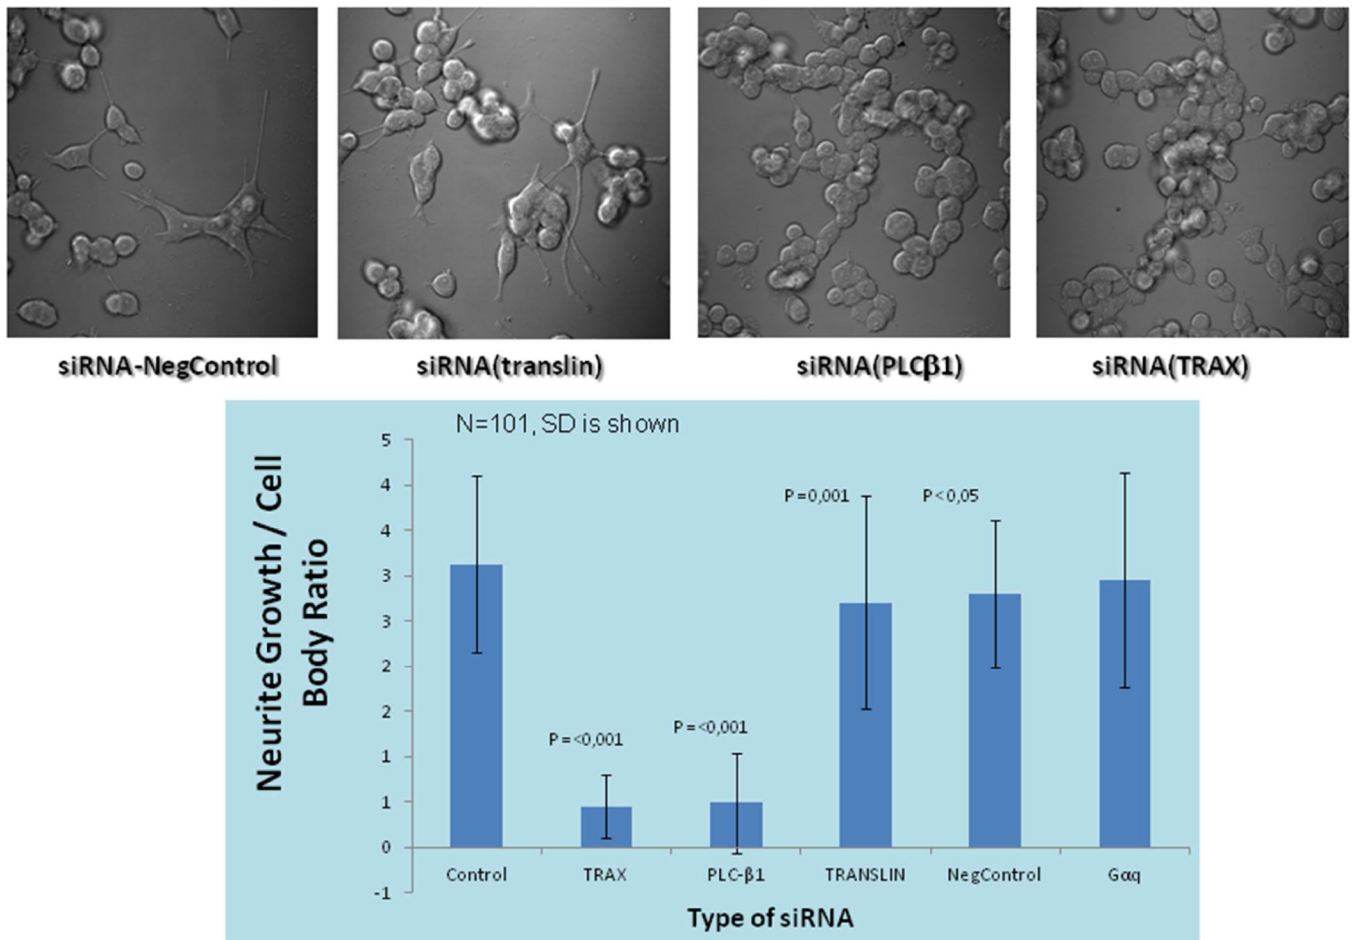 siRNA-NegControl
siRNA(translin)
siRNA(PLCβ1)
siRNA(TRAX)
N=101, SD is shown
Neurite Growth / Cell
Body Ratio
5
4
4
3
3
2
2
1
1
0
-1
P=<0,001
P=<0,001
P=0,001
P<0,05
Control
TRAX
PLC-β1
TRANSLIN
NegControl
Gαq
Type of siRNA